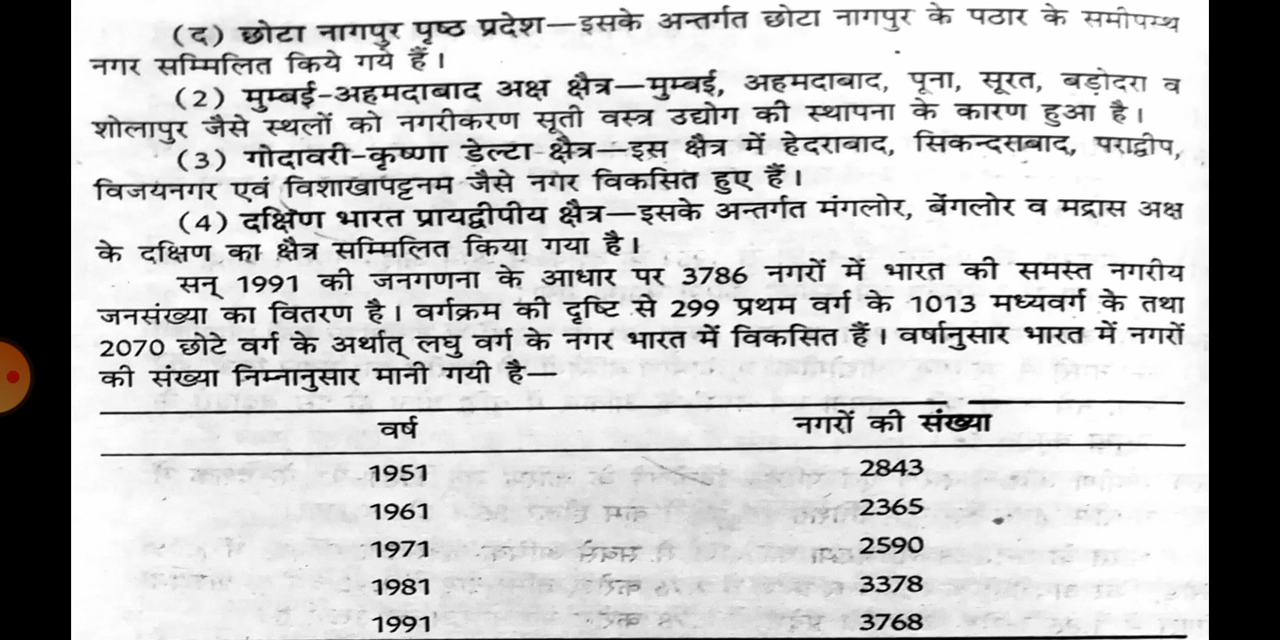 (द) छोटा नागपुर पृष्ठ प्रदेश—इसके अन्तर्गत छोटा नागपुर के पठार के समीपस्थ
नगर सम्मिलित किये गये हैं।
(2) मुम्बई-अहमदाबाद अक्ष क्षैत्र—मुम्बई, अहमदाबाद, पूना, सूरत, बड़ोदरा व
शोलापुर जैसे स्थलों को नगरीकरण सूती वस्त्र उद्योग की स्थापना के कारण हुआ है।
(3) गोदावरी-कृष्णा डेल्टा क्षैत्र—इस क्षैत्र में हेदराबाद, सिकन्दसबाद, पराद्वीप,
विजयनगर एवं विशाखापट्टनम जैसे नगर विकसित हुए हैं।
(4) दक्षिण भारत प्रायद्वीपीय क्षैत्र—इसके अन्तर्गत मंगलोर, बेंगलोर व मद्रास अक्ष
के दक्षिण का क्षैत्र सम्मिलित किया गया है।
सन् 1991 की जनगणना के आधार पर 3786 नगरों में भारत की समस्त नगरीय
जनसंख्या का वितरण है। वर्गक्रम की दृष्टि से 299 प्रथम वर्ग के 1013 मध्यवर्ग के तथा
2070 छोटे वर्ग के अर्थात् लघु वर्ग के नगर भारत में विकसित हैं। वर्षानुसार भारत में नगरों
की संख्या निम्नानुसार मानी गयी है—
वर्ष नगरों की संख्या
1951 2843
1961 2365
1971 2590
1981 3378
1991 3768